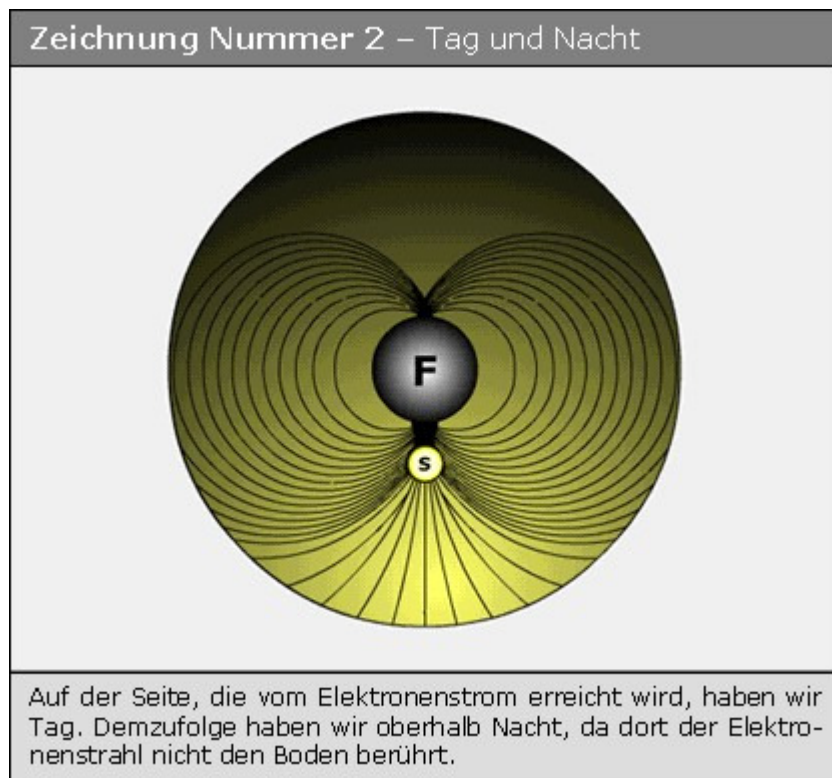 Zeichnung Nummer 2 – Tag und Nacht
F
s
Auf der Seite, die vom Elektronenstrom erreicht wird, haben wir
Tag. Demzufolge haben wir oberhalb Nacht, da dort der Elektro-
nenstrahl nicht den Boden berührt.